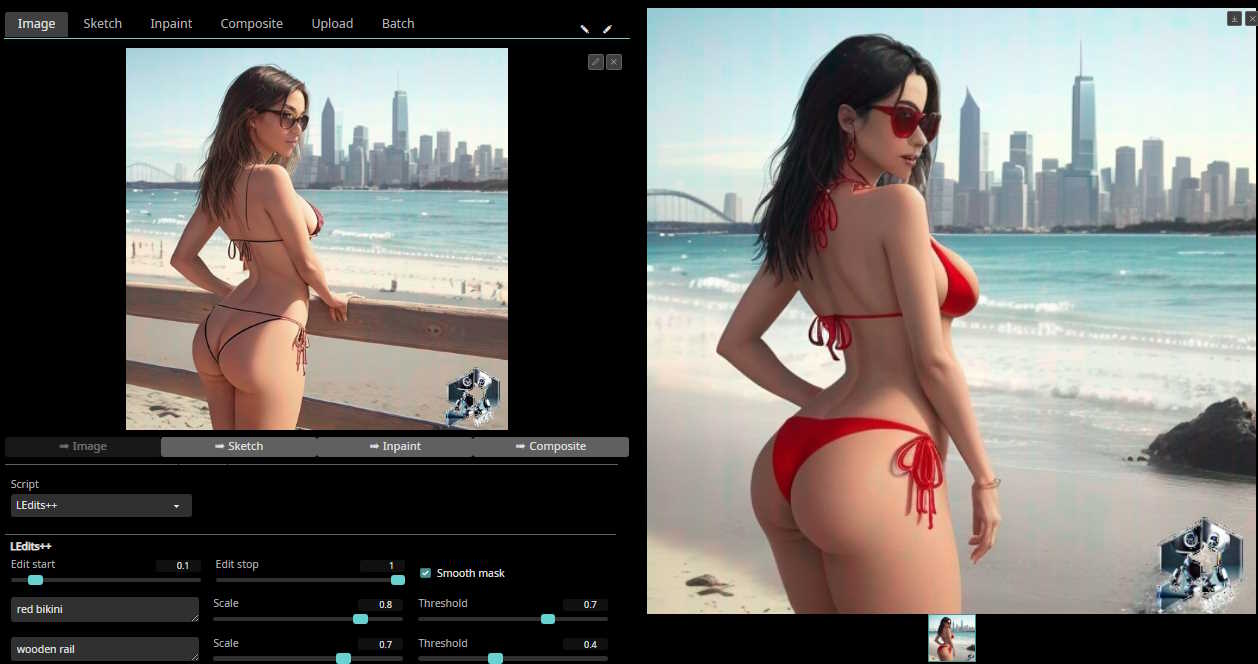 Image Sketch Inpaint Composite Upload Batch
➡ Image ➡ Sketch ➡ Inpaint ➡ Composite
Script
LEdits++
LEdits++
Edit start 0.1 Edit stop 1 Smooth mask
red bikini Scale 0.8 Threshold 0.7
wooden rail Scale 0.7 Threshold 0.4